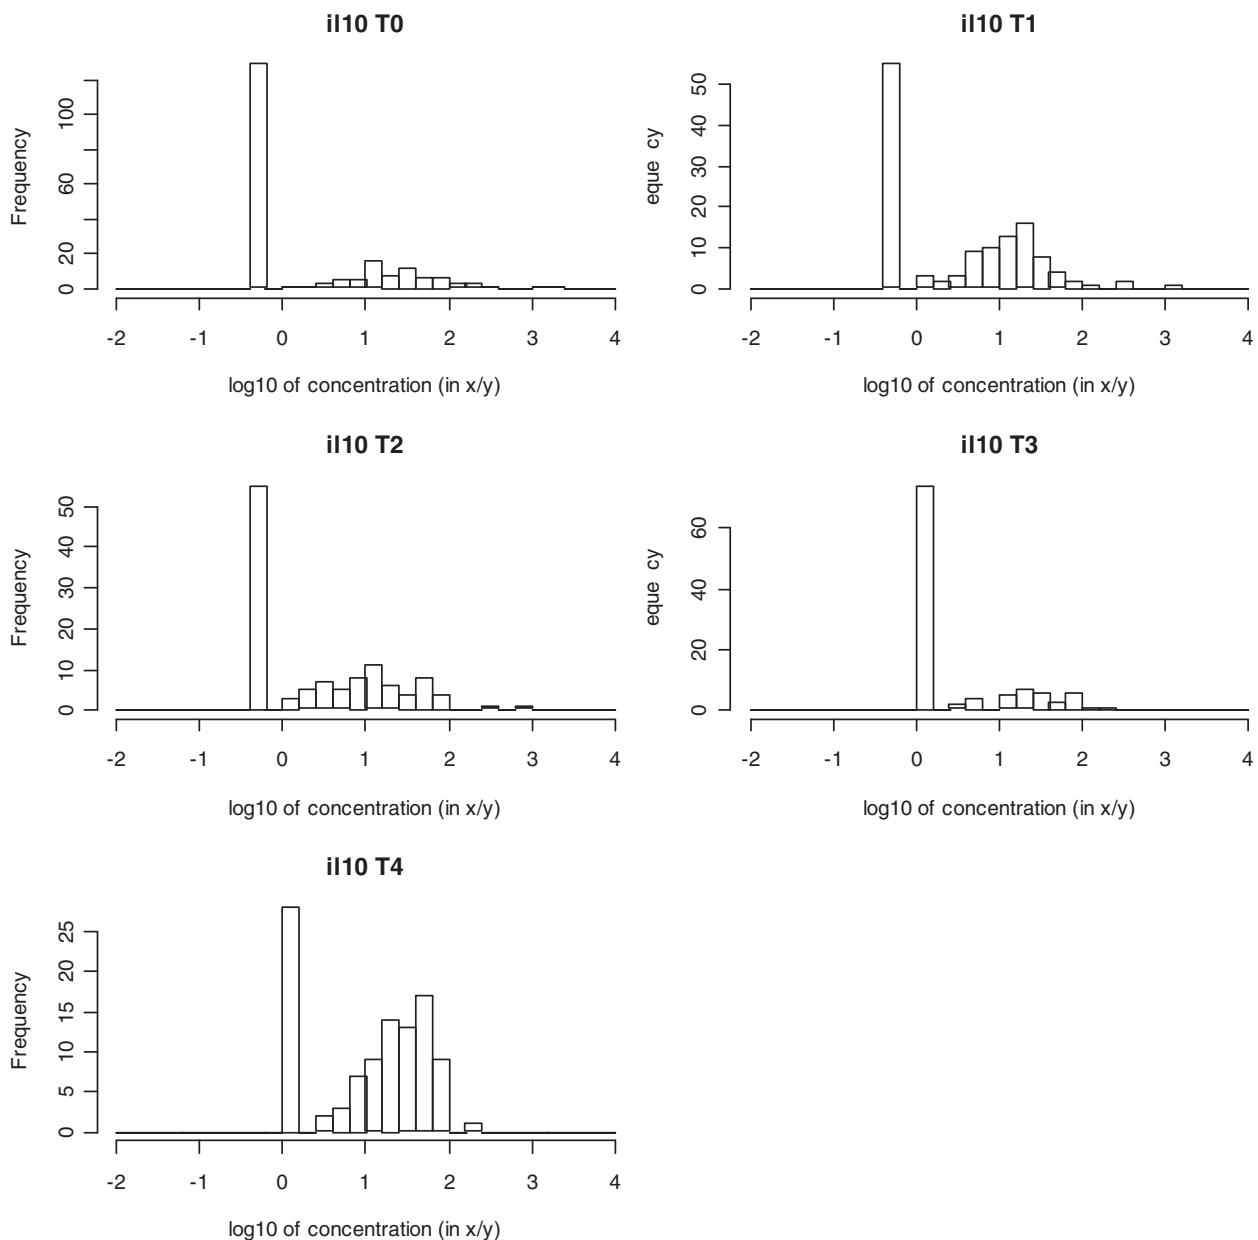 il10 T0
Frequency
0 20 60 100
-2 -1 0 1 2 3 4
log10 of concentration (in x/y)
il10 T1
eque cy
0 10 20 30 40 50
-2 -1 0 1 2 3 4
log10 of concentration (in x/y)
il10 T2
Frequency
0 10 20 30 40 50
-2 -1 0 1 2 3 4
log10 of concentration (in x/y)
il10 T3
eque cy
0 20 40 60
-2 -1 0 1 2 3 4
log10 of concentration (in x/y)
il10 T4
Frequency
0 5 10 15 20 25
-2 -1 0 1 2 3 4
log10 of concentration (in x/y)